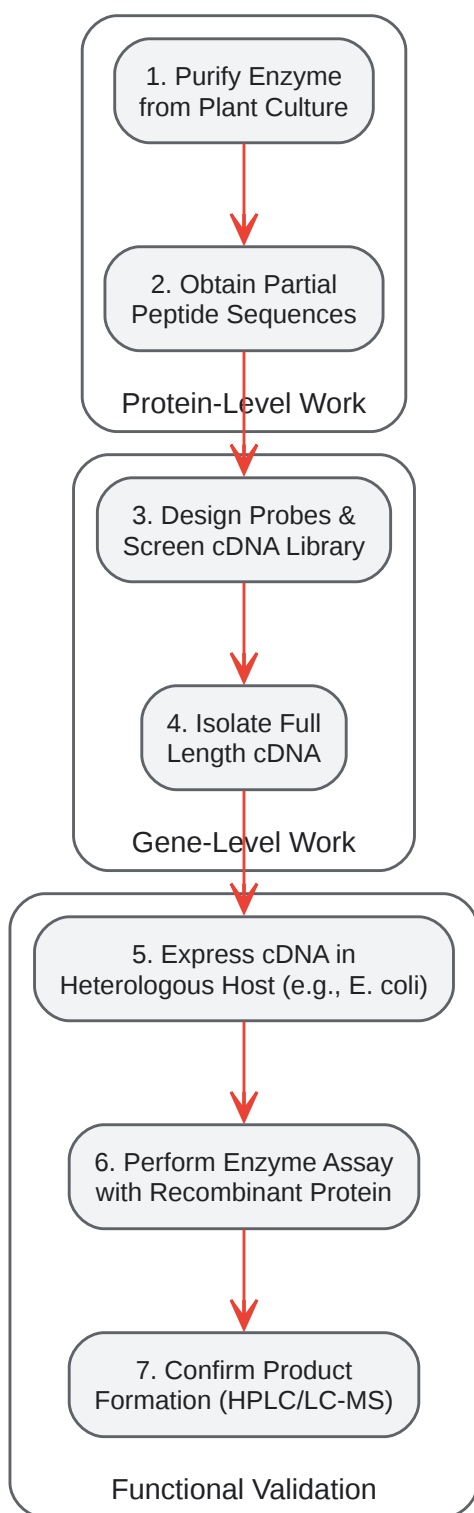 1. Purify Enzyme
from Plant Culture
2. Obtain Partial
Peptide Sequences
Protein-Level Work
3. Design Probes &
Screen cDNA Library
4. Isolate Full
Length cDNA
Gene-Level Work
5. Express cDNA in
Heterologous Host (e.g., E. coli)
6. Perform Enzyme Assay
with Recombinant Protein
7. Confirm Product
Formation (HPLC/LC-MS)
Functional Validation